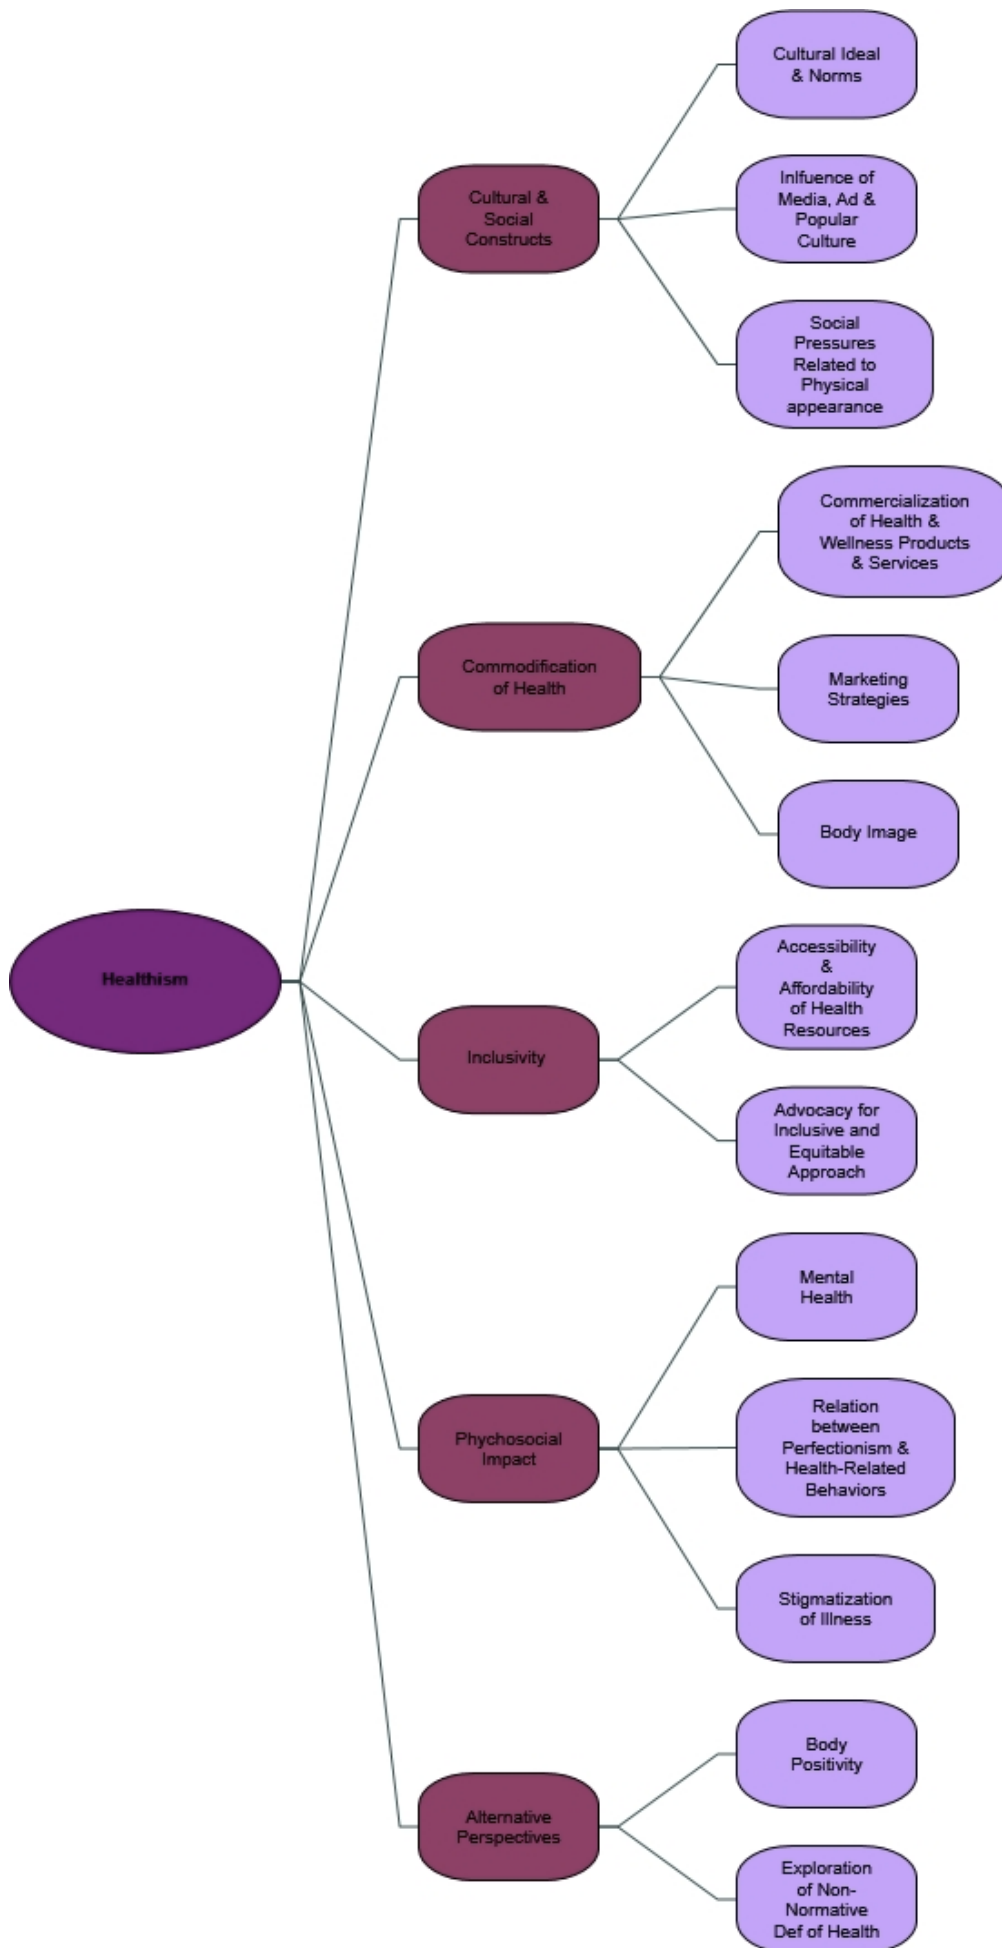 Cultural Ideal
& Norms
Cultural &
Social
Constructs
Inlfuence of
Media, Ad &
Popular
Culture
Social
Pressures
Related to
Physical
appearance
Commodification
of Health
Commercialization
of Health &
Wellness Products
& Services
Marketing
Strategies
Body Image
Healthism
Inclusivity
Accessibility
&
Affordability
of Health
Resources
Advocacy for
Inclusive and
Equitable
Approach
Phychosocial
Impact
Mental
Health
Relation
between
Perfectionism &
Health-Related
Behaviors
Stigmatization
of Illness
Alternative
Perspectives
Body
Positivity
Exploration
of Non-
Normative
Def of Health